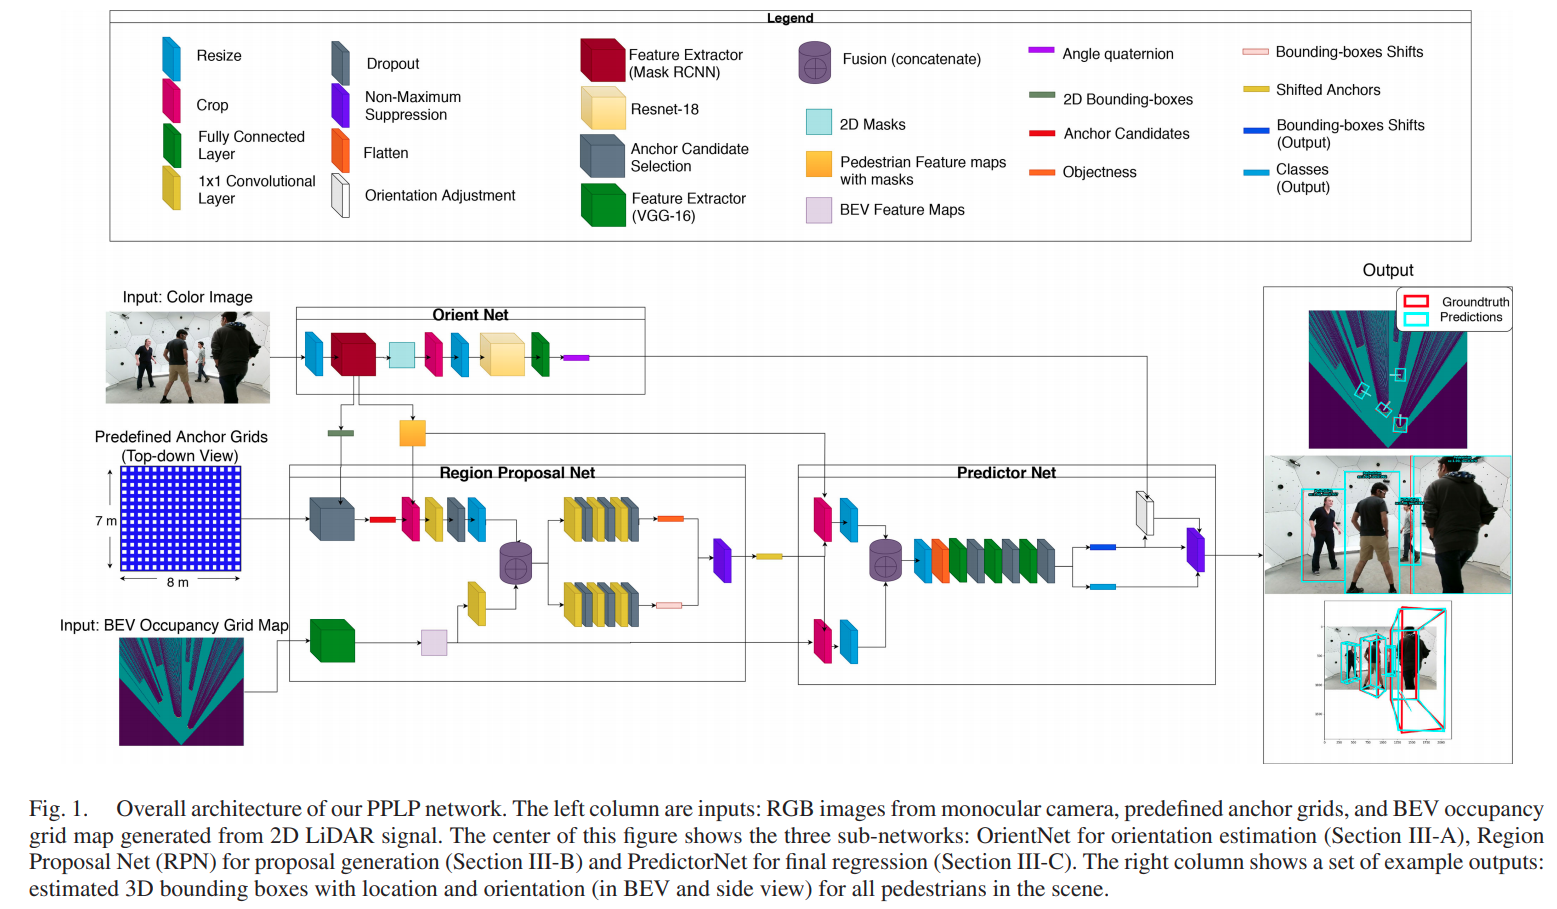 Legend
Resize
Crop
Fully Connected
Layer
1x1 Convolutional
Layer
Dropout
Non-Maximum
Suppression
Flatten
Orientation Adjustment
Feature Extractor
(Mask RCNN)
Resnet-18
Anchor Candidate
Selection
Feature Extractor
(VGG-16)
Fusion (concatenate)
2D Masks
Pedestrian Feature maps
with masks
BEV Feature Maps
Angle quaternion
2D Bounding-boxes
Anchor Candidates
Objectness
Bounding-boxes Shifts
Shifted Anchors
Bounding-boxes Shifts
(Output)
Classes
(Output)
Input: Color Image
Predefined Anchor Grids
(Top-down View)
7 m
8 m
Input: BEV Occupancy Grid Map
Orient Net
Region Proposal Net
Predictor Net
Output
Groundtruth
Predictions
Fig. 1. Overall architecture of our PPLP network. The left column are inputs: RGB images from monocular camera, predefined anchor grids, and BEV occupancy
grid map generated from 2D LiDAR signal. The center of this figure shows the three sub-networks: OrientNet for orientation estimation (Section III-A), Region
Proposal Net (RPN) for proposal generation (Section III-B) and PredictorNet for final regression (Section III-C). The right column shows a set of example outputs:
estimated 3D bounding boxes with location and orientation (in BEV and side view) for all pedestrians in the scene.